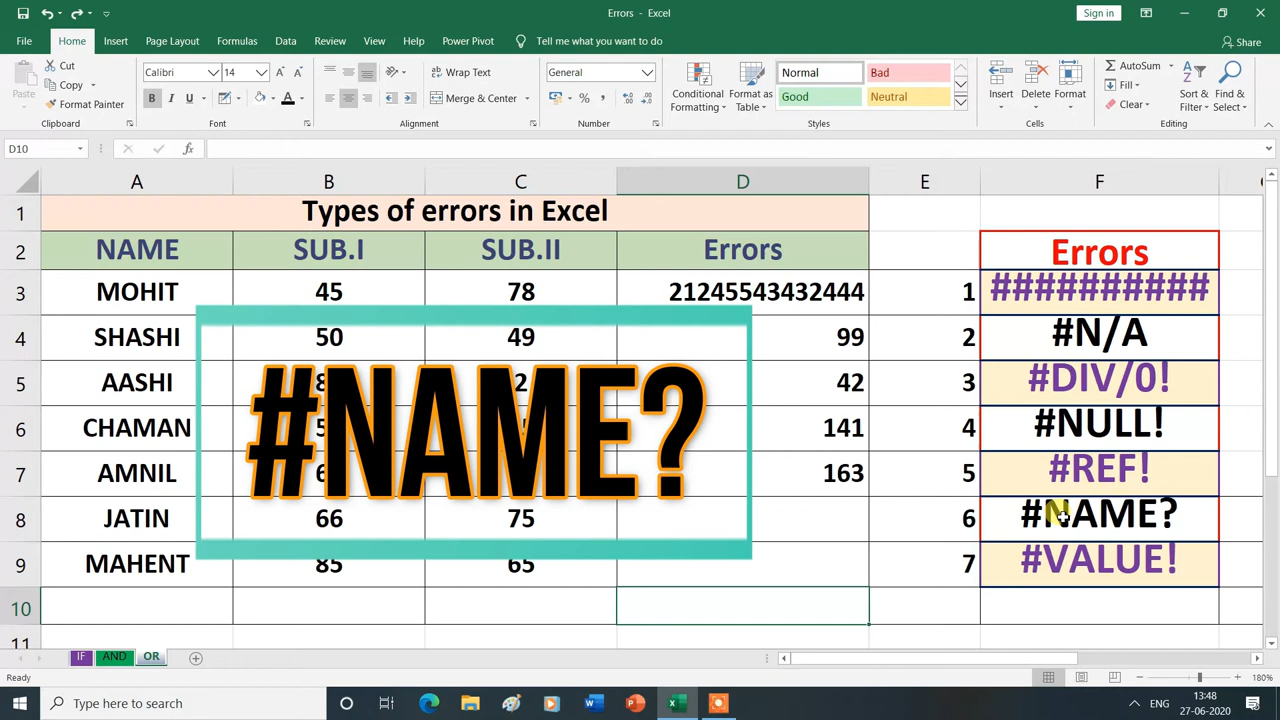 Errors - Excel
Sign in
File Home Insert Page Layout Formulas Data Review View Help Power Pivot Tell me what you want to do Share
Paste
Cut
Copy
Format Painter
Clipboard
Calibri 14
B I U
Font
Wrap Text
Merge & Center
Alignment
General
%
Number
Conditional Formatting
Format as Table
Normal Bad
Good Neutral
Styles
Insert Delete Format
Cells
AutoSum
Fill
Clear
Sort & Filter
Find & Select
Editing
D10 fx
A B C D E F
1 Types of errors in Excel
2 NAME SUB.I SUB.II Errors Errors
3 MOHIT 45 78 21245543432444 1 ##########
4 SHASHI 50 49 99 2 #N/A
5 AASHI 42 3 #DIV/0!
6 CHAMAN 141 4 #NULL!
7 AMNIL 163 5 #REF!
8 JATIN 66 75 6 #NAME?
9 MAHENT 85 65 7 #VALUE!
10
11
#NAME?
IF AND OR
Ready
180%
Type here to search
ENG
13:48
27-06-2020